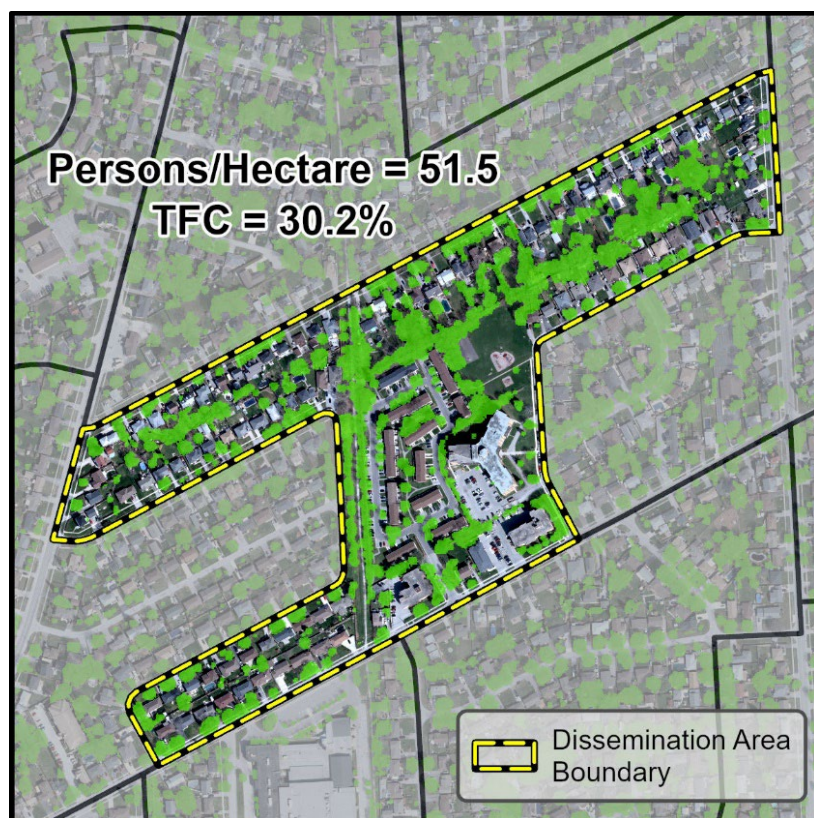 Persons/Hectare = 51.5
TFC = 30.2%
Dissemination Area
Boundary